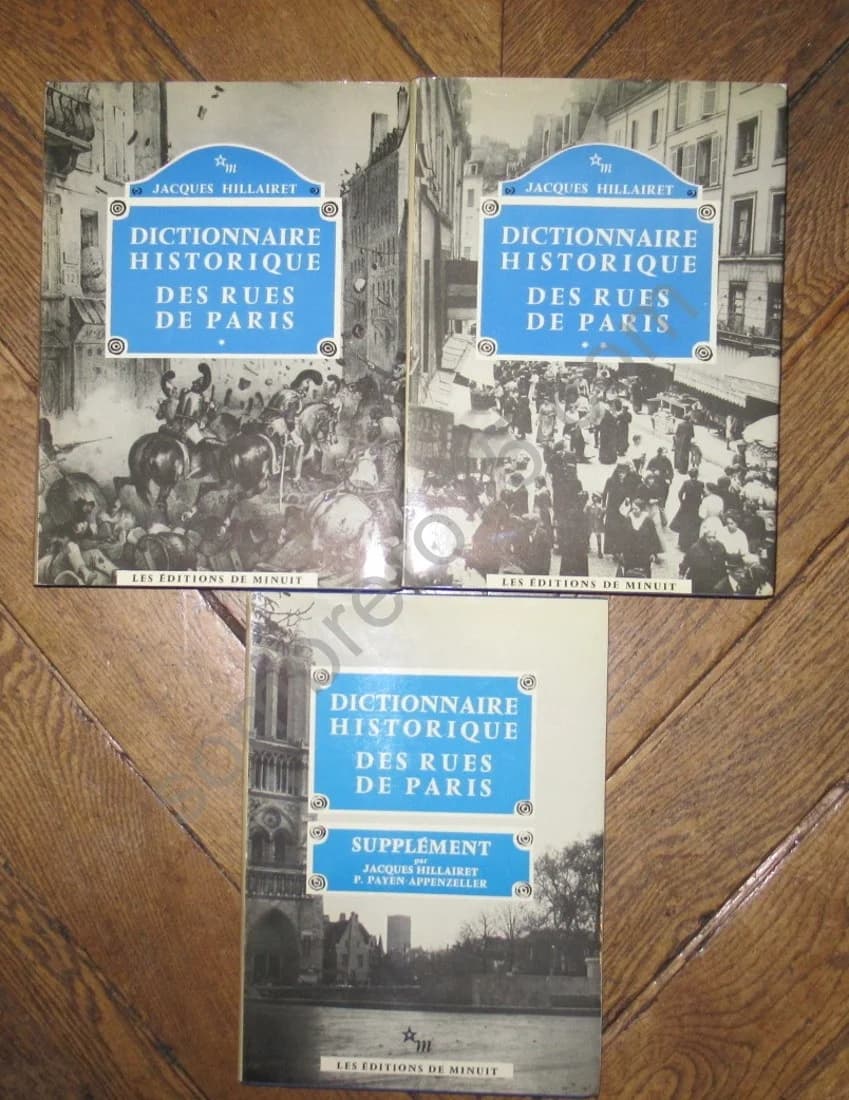 m
JACQUES HILLAIRET
DICTIONNAIRE
HISTORIQUE
DES RUES
DE PARIS
*
LES ÉDITIONS DE MINUIT
m
JACQUES HILLAIRET
DICTIONNAIRE
HISTORIQUE
DES RUES
DE PARIS
* *
LES ÉDITIONS DE MINUIT
DICTIONNAIRE
HISTORIQUE
DES RUES
DE PARIS
SUPPLÉMENT
par
JACQUES HILLAIRET
P. PAYEN-APPENZELLER
m
LES ÉDITIONS DE MINUIT